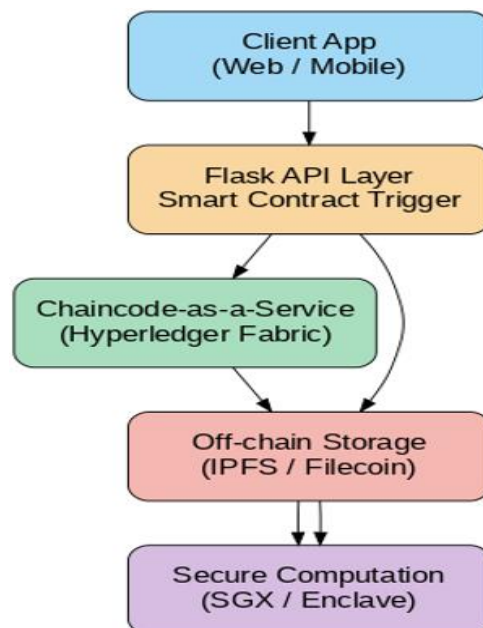 Client App
(Web / Mobile)
Flask API Layer
Smart Contract Trigger
Chaincode-as-a-Service
(Hyperledger Fabric)
Off-chain Storage
(IPFS / Filecoin)
Secure Computation
(SGX / Enclave)